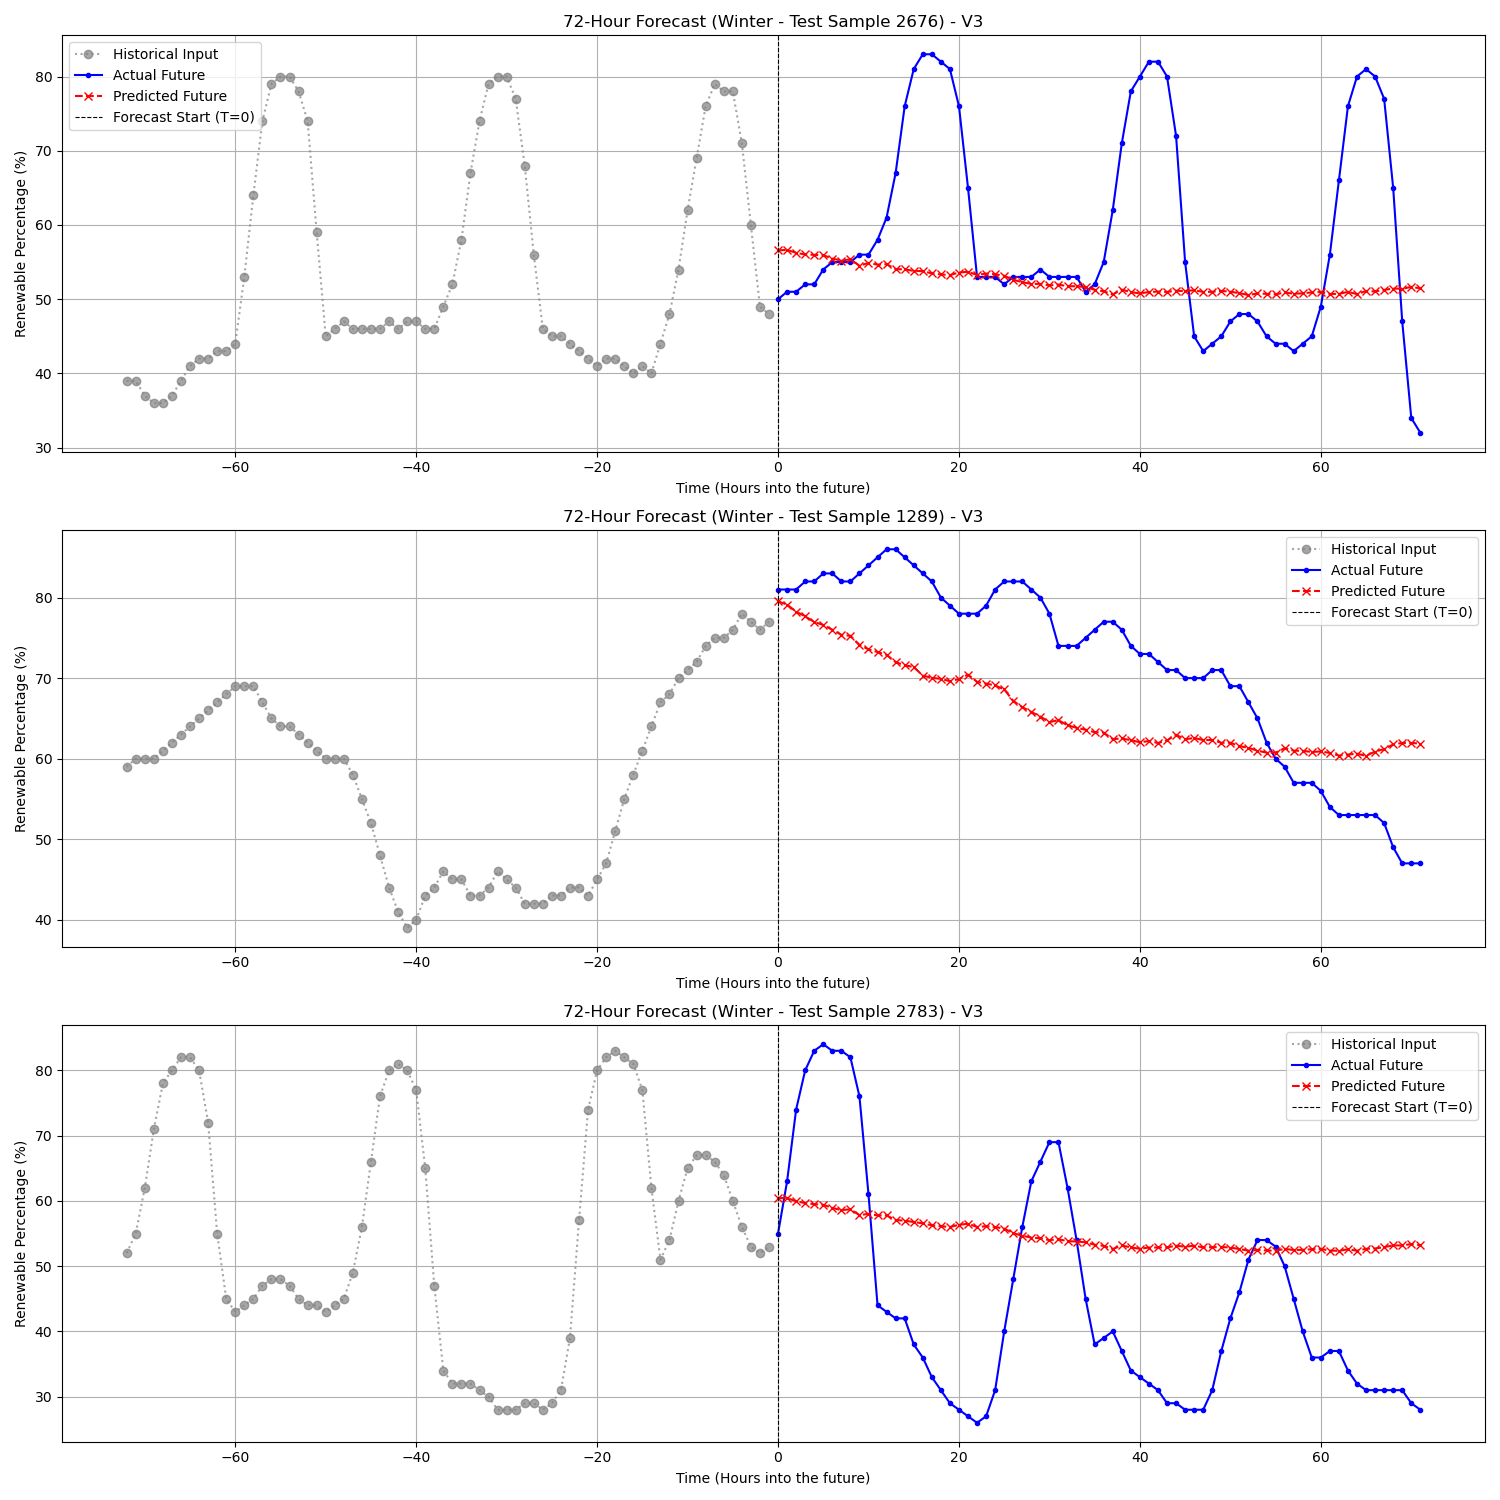 72-Hour Forecast (Winter - Test Sample 2676) - V3
Historical Input
Actual Future
Predicted Future
Forecast Start (T=0)
Renewable Percentage (%)
80
70
60
50
40
30
−60
−40
−20
0
20
40
60
Time (Hours into the future)
72-Hour Forecast (Winter - Test Sample 1289) - V3
Historical Input
Actual Future
Predicted Future
Forecast Start (T=0)
Renewable Percentage (%)
80
70
60
50
40
−60
−40
−20
0
20
40
60
Time (Hours into the future)
72-Hour Forecast (Winter - Test Sample 2783) - V3
Historical Input
Actual Future
Predicted Future
Forecast Start (T=0)
Renewable Percentage (%)
80
70
60
50
40
30
−60
−40
−20
0
20
40
60
Time (Hours into the future)